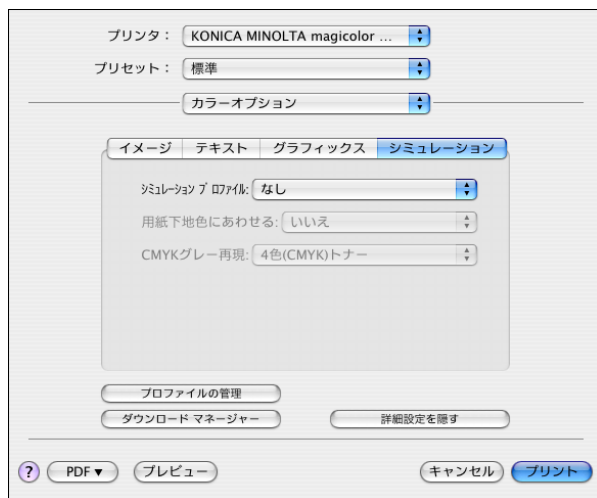 プリンタ： KONICA MINOLTA magicolor ...
プリセット： 標準
カラーオプション
イメージ テキスト グラフィックス シミュレーション
シミュレーション プロファイル: なし
用紙下地色にあわせる: いいえ
CMYKグレー再現: 4色(CMYK)トナー
プロファイルの管理
ダウンロード マネージャー 詳細設定を隠す
? PDF▼ プレビュー キャンセル プリント